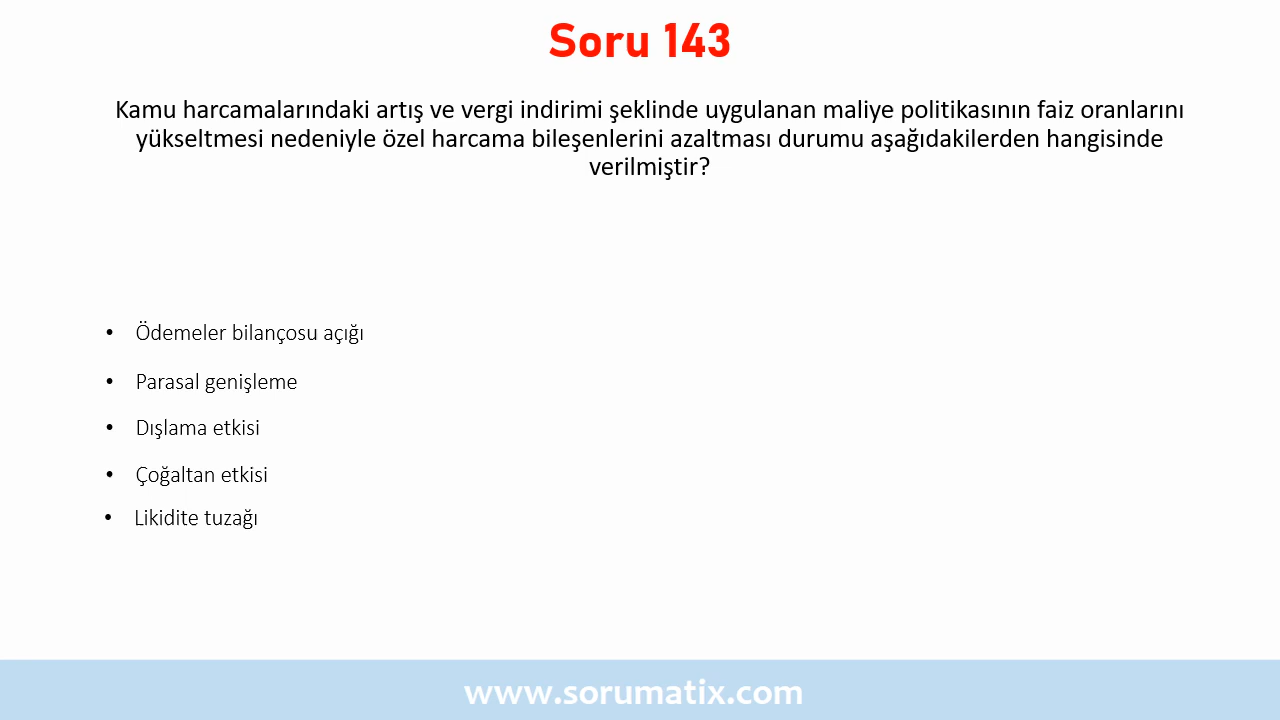 Soru 143
Kamu harcamalarındaki artış ve vergi indirimi şeklinde uygulanan maliye politikasının faiz oranlarını
yükseltmesi nedeniyle özel harcama bileşenlerini azaltması durumu aşağıdakilerden hangisinde
verilmiştir?
• Ödemeler bilançosu açığı
• Parasal genişleme
• Dışlama etkisi
• Çoğaltan etkisi
• Likidite tuzağı
www.sorumatix.com